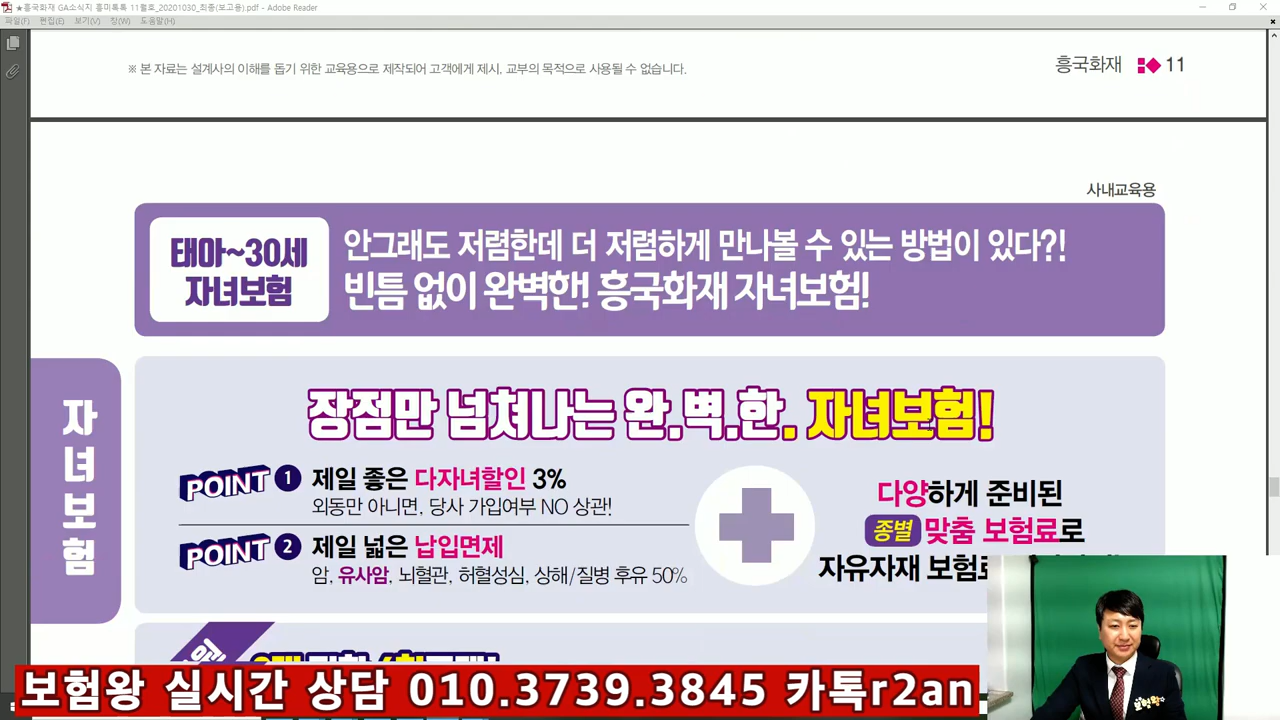 ★흥국화재 GA소식지 흥미톡톡 11월호_20201030_최종(보고용).pdf - Adobe Reader
파일(F) 편집(E) 보기(V) 창(W) 도움말(H)
※ 본 자료는 설계사의 이해를 돕기 위한 교육용으로 제작되어 고객에게 제시, 교부의 목적으로 사용될 수 없습니다.
흥국화재 11
사내교육용
태아~30세
자녀보험
안그래도 저렴한데 더 저렴하게 만나볼 수 있는 방법이 있다?!
빈틈 없이 완벽한! 흥국화재 자녀보험!
자녀보험
장점만 넘쳐나는 완.벽.한. 자녀보험!
POINT 1 제일 좋은 다자녀할인 3%
외동만 아니면, 당사 가입여부 NO 상관!
POINT 2 제일 넓은 납입면제
암, 유사암, 뇌혈관, 허혈성심, 상해/질병 후유 50%
다양하게 준비된
종별 맞춤 보험료로
자유자재 보험료
보험왕 실시간 상담 010.3739.3845 카톡r2an
보험왕